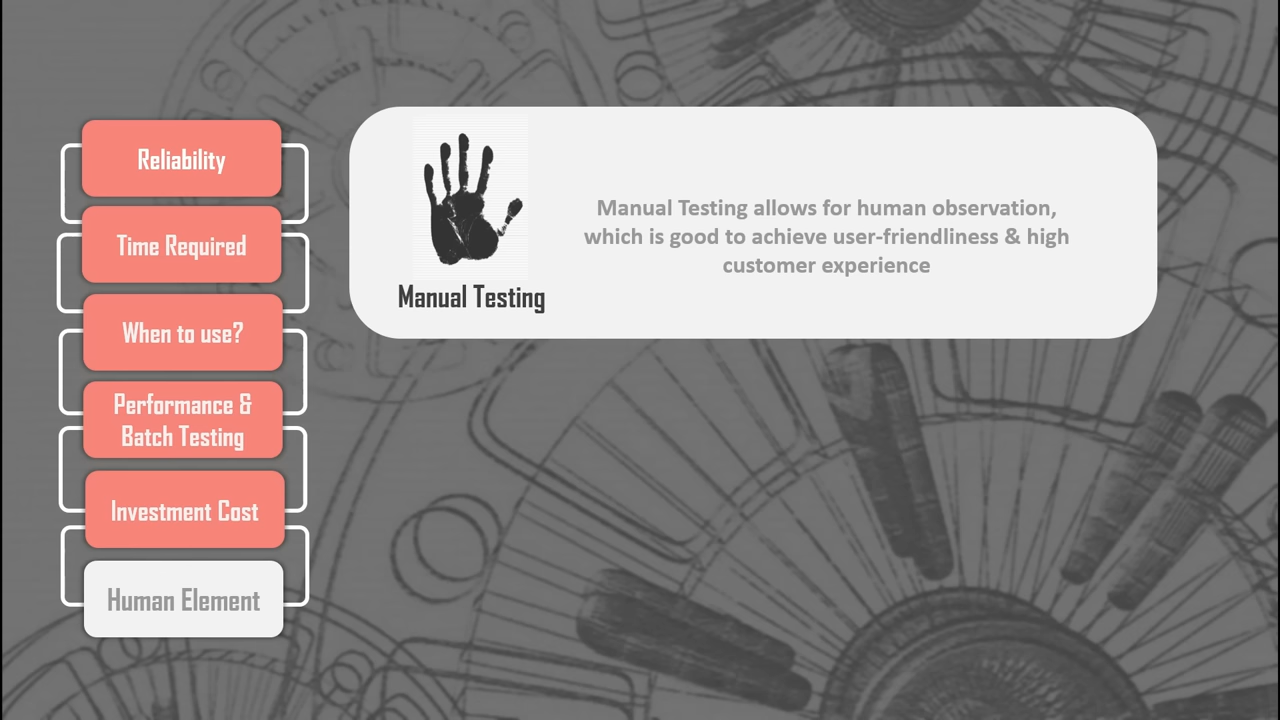 Reliability
Time Required
When to use?
Performance &
Batch Testing
Investment Cost
Human Element
Manual Testing allows for human observation,
which is good to achieve user-friendliness & high
customer experience
Manual Testing